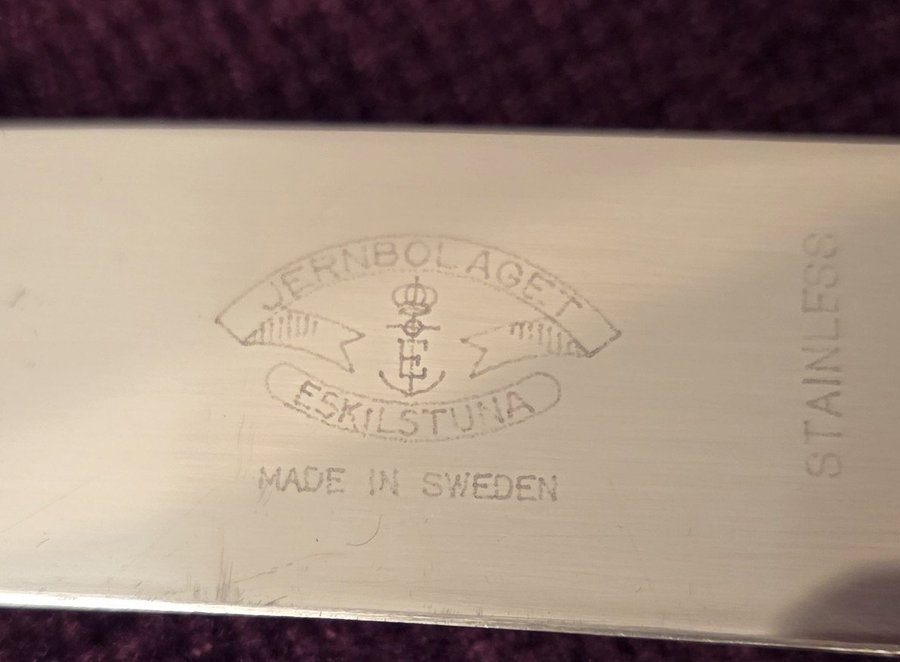 JERNBOLAGET
E
ESKILSTUNA
MADE IN SWEDEN
STAINLESS